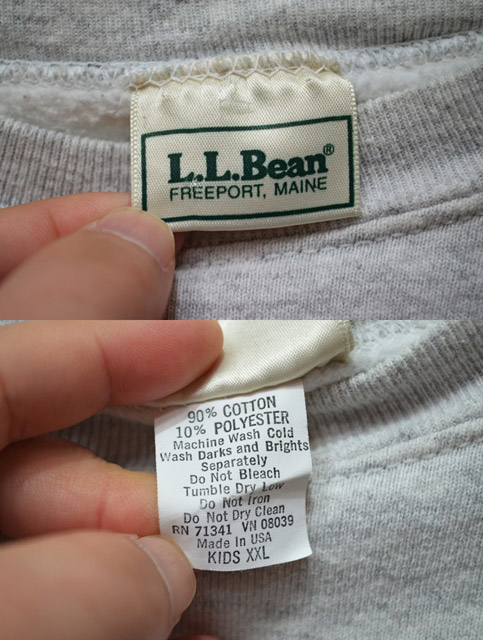 L.L.Bean®
FREEPORT, MAINE
90% COTTON
10% POLYESTER
Machine Wash Cold
Wash Darks and Brights
Separately
Do Not Bleach
Tumble Dry Low
Do Not Iron
Do Not Dry Clean
RN 71341 VN 08039
Made in USA
KIDS XXL